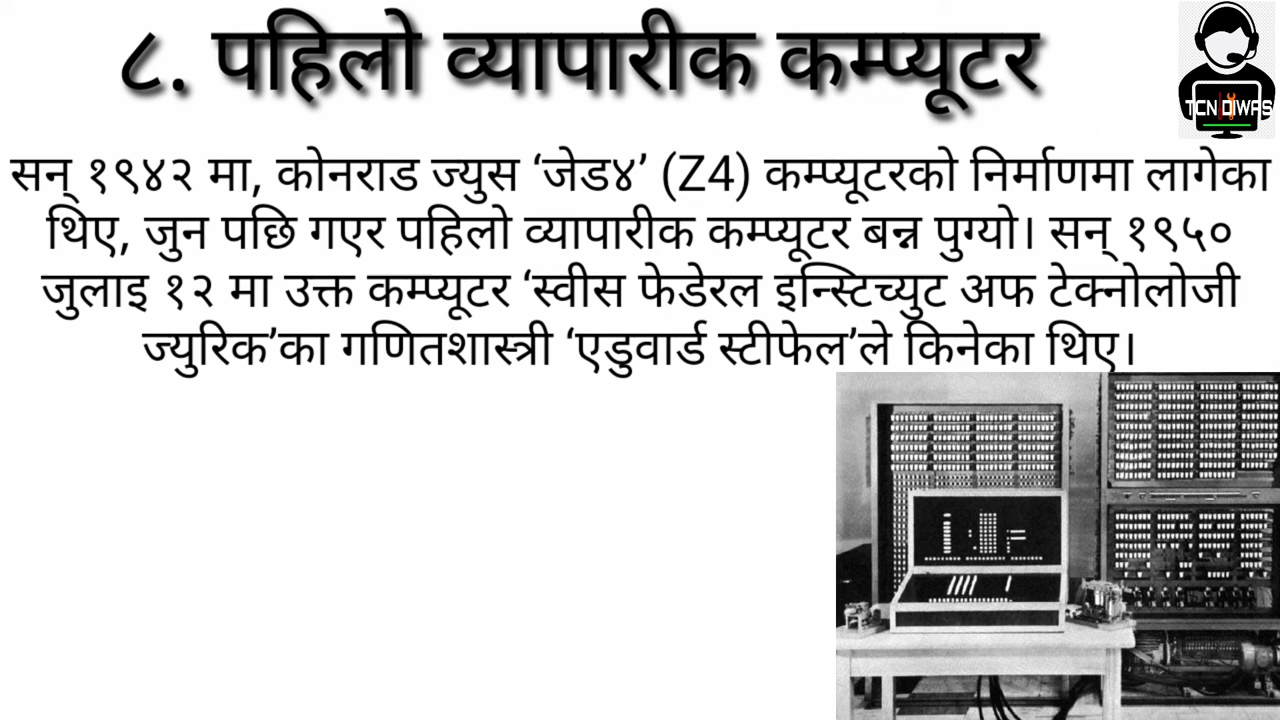 ८. पहिलो व्यापारीक कम्प्यूटर
TCN DIWAS
सन् १९४२ मा, कोनराड ज्युस ‘जेड४’ (Z4) कम्प्यूटरको निर्माणमा लागेका
थिए, जुन पछि गएर पहिलो व्यापारीक कम्प्यूटर बन्न पुग्यो। सन् १९५०
जुलाइ १२ मा उक्त कम्प्यूटर ‘स्वीस फेडेरल इन्स्टिच्युट अफ टेक्नोलोजी
ज्युरिक’का गणितशास्त्री ‘एडुवार्ड स्टीफेल’ले किनेका थिए।